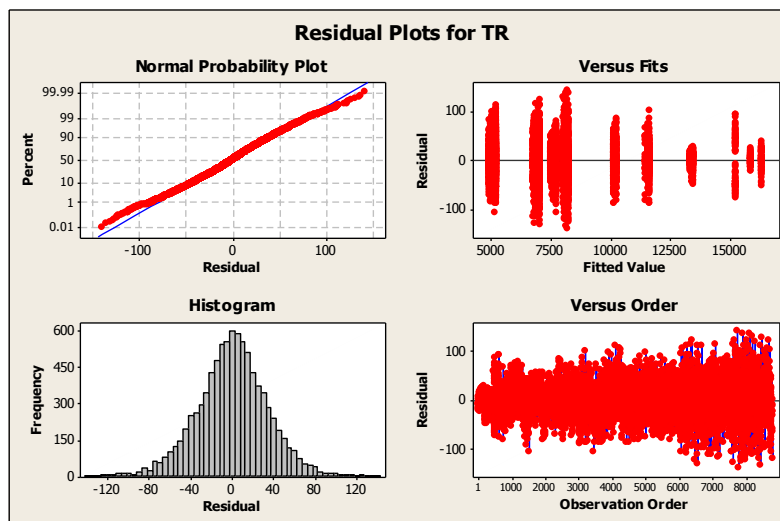 Residual Plots for TR
Normal Probability Plot
99.99
99
90
50
10
1
0.01
Percent
-100 0 100
Residual
Versus Fits
100
0
-100
Residual
5000 7500 10000 12500 15000
Fitted Value
Histogram
600
450
300
150
0
Frequency
-120 -80 -40 0 40 80 120
Residual
Versus Order
100
0
-100
Residual
1 1000 2000 3000 4000 5000 6000 7000 8000
Observation Order